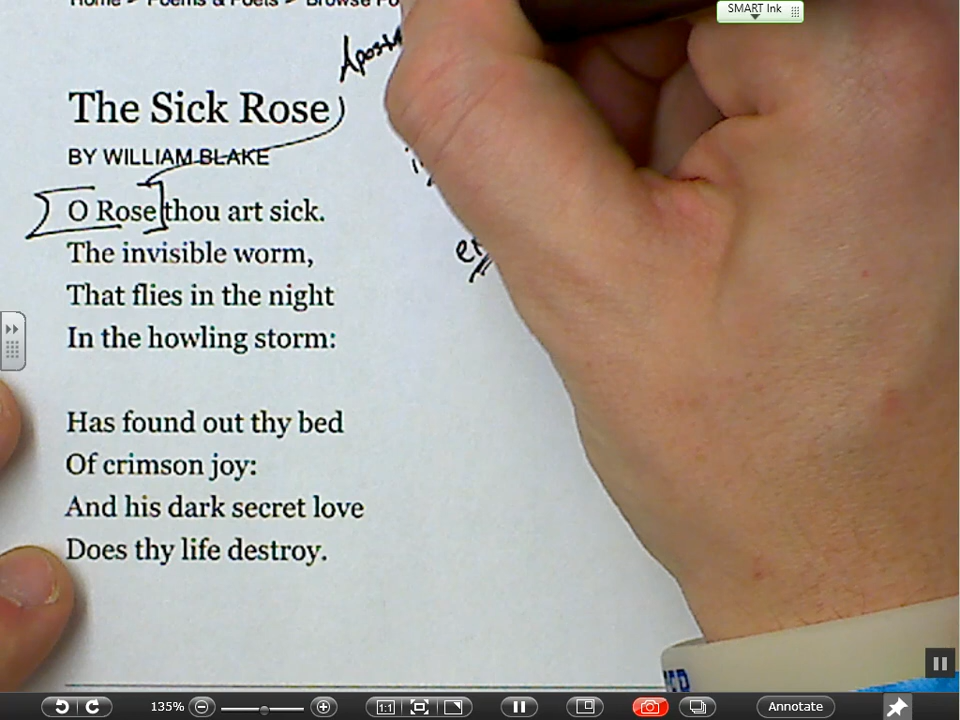 SMART Ink
The Sick Rose
BY WILLIAM BLAKE
O Rose thou art sick.
The invisible worm,
That flies in the night
In the howling storm:
Has found out thy bed
Of crimson joy:
And his dark secret love
Does thy life destroy.
135%
1:1
Annotate